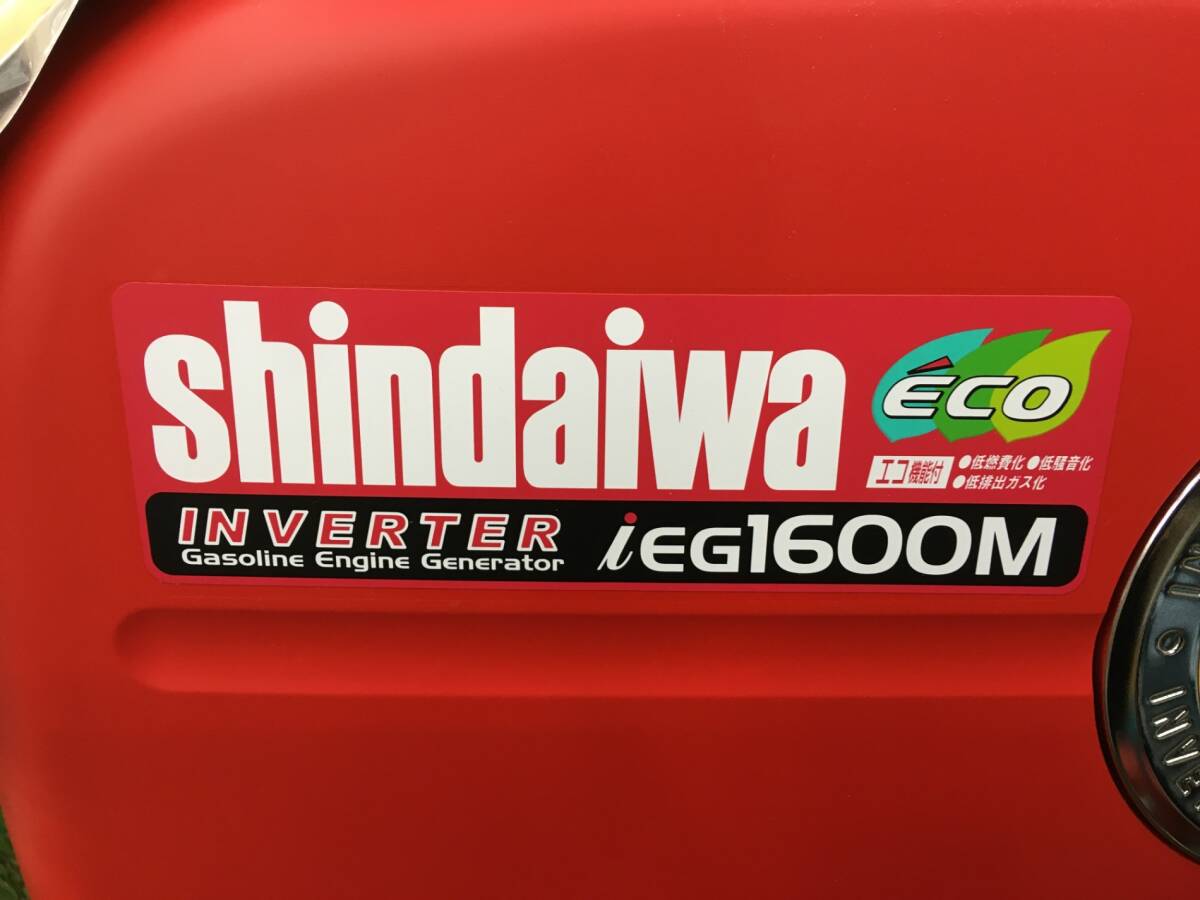 shindaiwa
éco
エコ機能付
●低燃費化●低騒音化
●低排出ガス化
INVERTER
Gasoline Engine Generator
iEG1600M